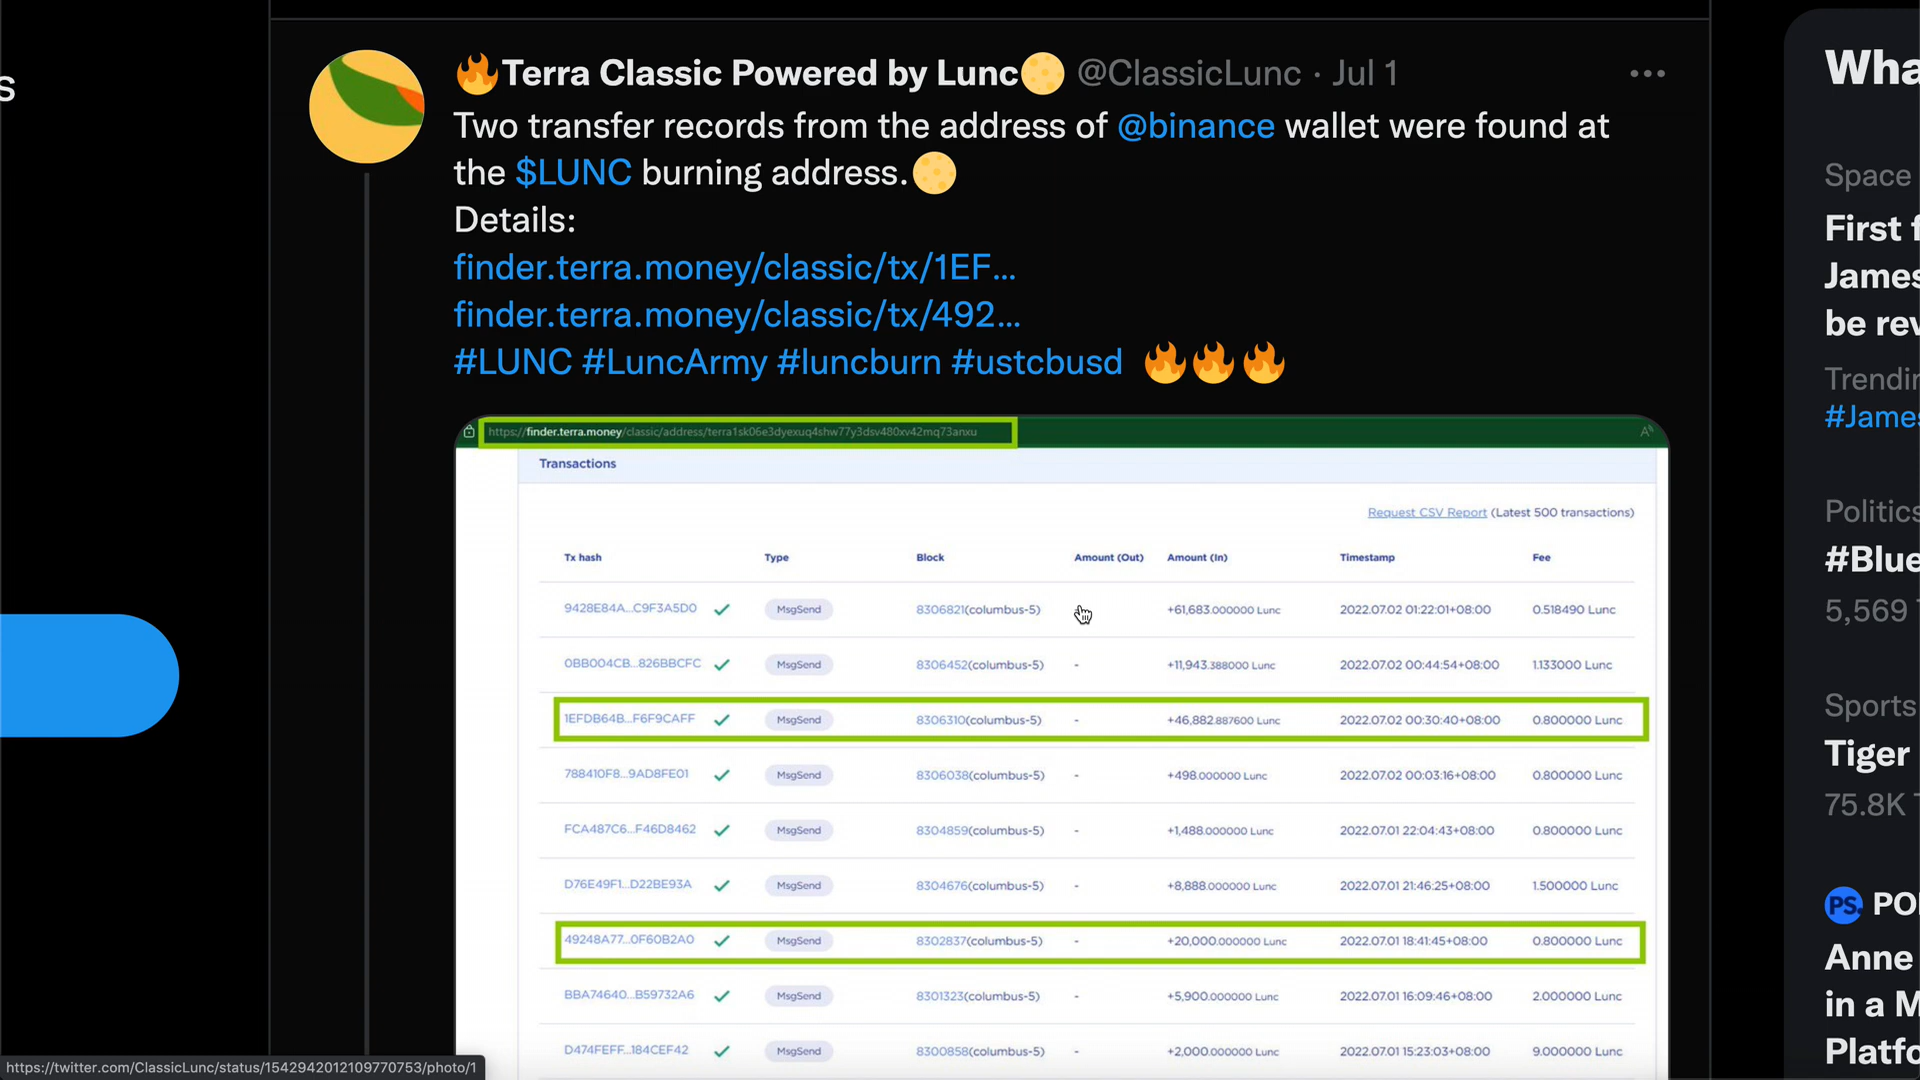 s
🔥Terra Classic Powered by Lunc🌕 @ClassicLunc · Jul 1
Two transfer records from the address of @binance wallet were found at
the $LUNC burning address.🌕
Details:
finder.terra.money/classic/tx/1EF…
finder.terra.money/classic/tx/492…
#LUNC #LuncArmy #luncburn #ustcbusd 🔥🔥🔥
https://finder.terra.money/classic/address/terra1sk06e3dyexuq4shw77y3dsv480xv42mq73anxu
Transactions
Request CSV Report (Latest 500 transactions)
Tx hash Type Block Amount (Out) Amount (In) Timestamp Fee
9428E84A...C9F3A5D0 MsgSend 8306821(columbus-5) +61,683.000000 Lunc 2022.07.02 01:22:01+08:00 0.518490 Lunc
0BB004CB...826BBCFC MsgSend 8306452(columbus-5) - +11,943.388000 Lunc 2022.07.02 00:44:54+08:00 1.133000 Lunc
1EFDB64B...F6F9CAFF MsgSend 8306310(columbus-5) - +46,882.887600 Lunc 2022.07.02 00:30:40+08:00 0.800000 Lunc
788410F8...9AD8FE01 MsgSend 8306038(columbus-5) - +498.000000 Lunc 2022.07.02 00:03:16+08:00 0.800000 Lunc
FCA487C6...F46D8462 MsgSend 8304859(columbus-5) - +1,488.000000 Lunc 2022.07.01 22:04:43+08:00 0.800000 Lunc
D76E49F1...D22BE93A MsgSend 8304676(columbus-5) - +8,888.000000 Lunc 2022.07.01 21:46:25+08:00 1.500000 Lunc
49248A77...0F60B2A0 MsgSend 8302837(columbus-5) - +20,000.000000 Lunc 2022.07.01 18:41:45+08:00 0.800000 Lunc
BBA74640...B59732A6 MsgSend 8301323(columbus-5) - +5,900.000000 Lunc 2022.07.01 16:09:46+08:00 2.000000 Lunc
D474FEFF...184CEF42 MsgSend 8300858(columbus-5) - +2,000.000000 Lunc 2022.07.01 15:23:03+08:00 9.000000 Lunc
https://twitter.com/ClassicLunc/status/1542942012109770753/photo/1
Wha
Space
First f
James
be rev
Trendin
#James
Politics
#Blue
5,569 T
Sports
Tiger
75.8K T
PS. POP
Anne
in a M
Platfo